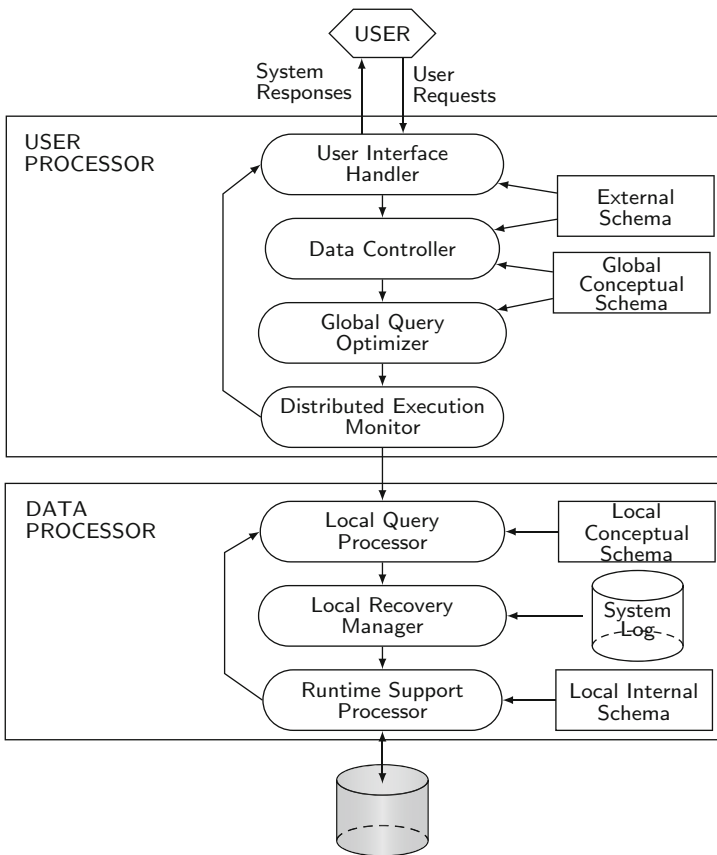 USER
System
Responses
User
Requests
USER
PROCESSOR
User Interface
Handler
External
Schema
Data Controller
Global
Conceptual
Schema
Global Query
Optimizer
Distributed Execution
Monitor
DATA
PROCESSOR
Local Query
Processor
Local
Conceptual
Schema
Local Recovery
Manager
System
Log
Runtime Support
Processor
Local Internal
Schema